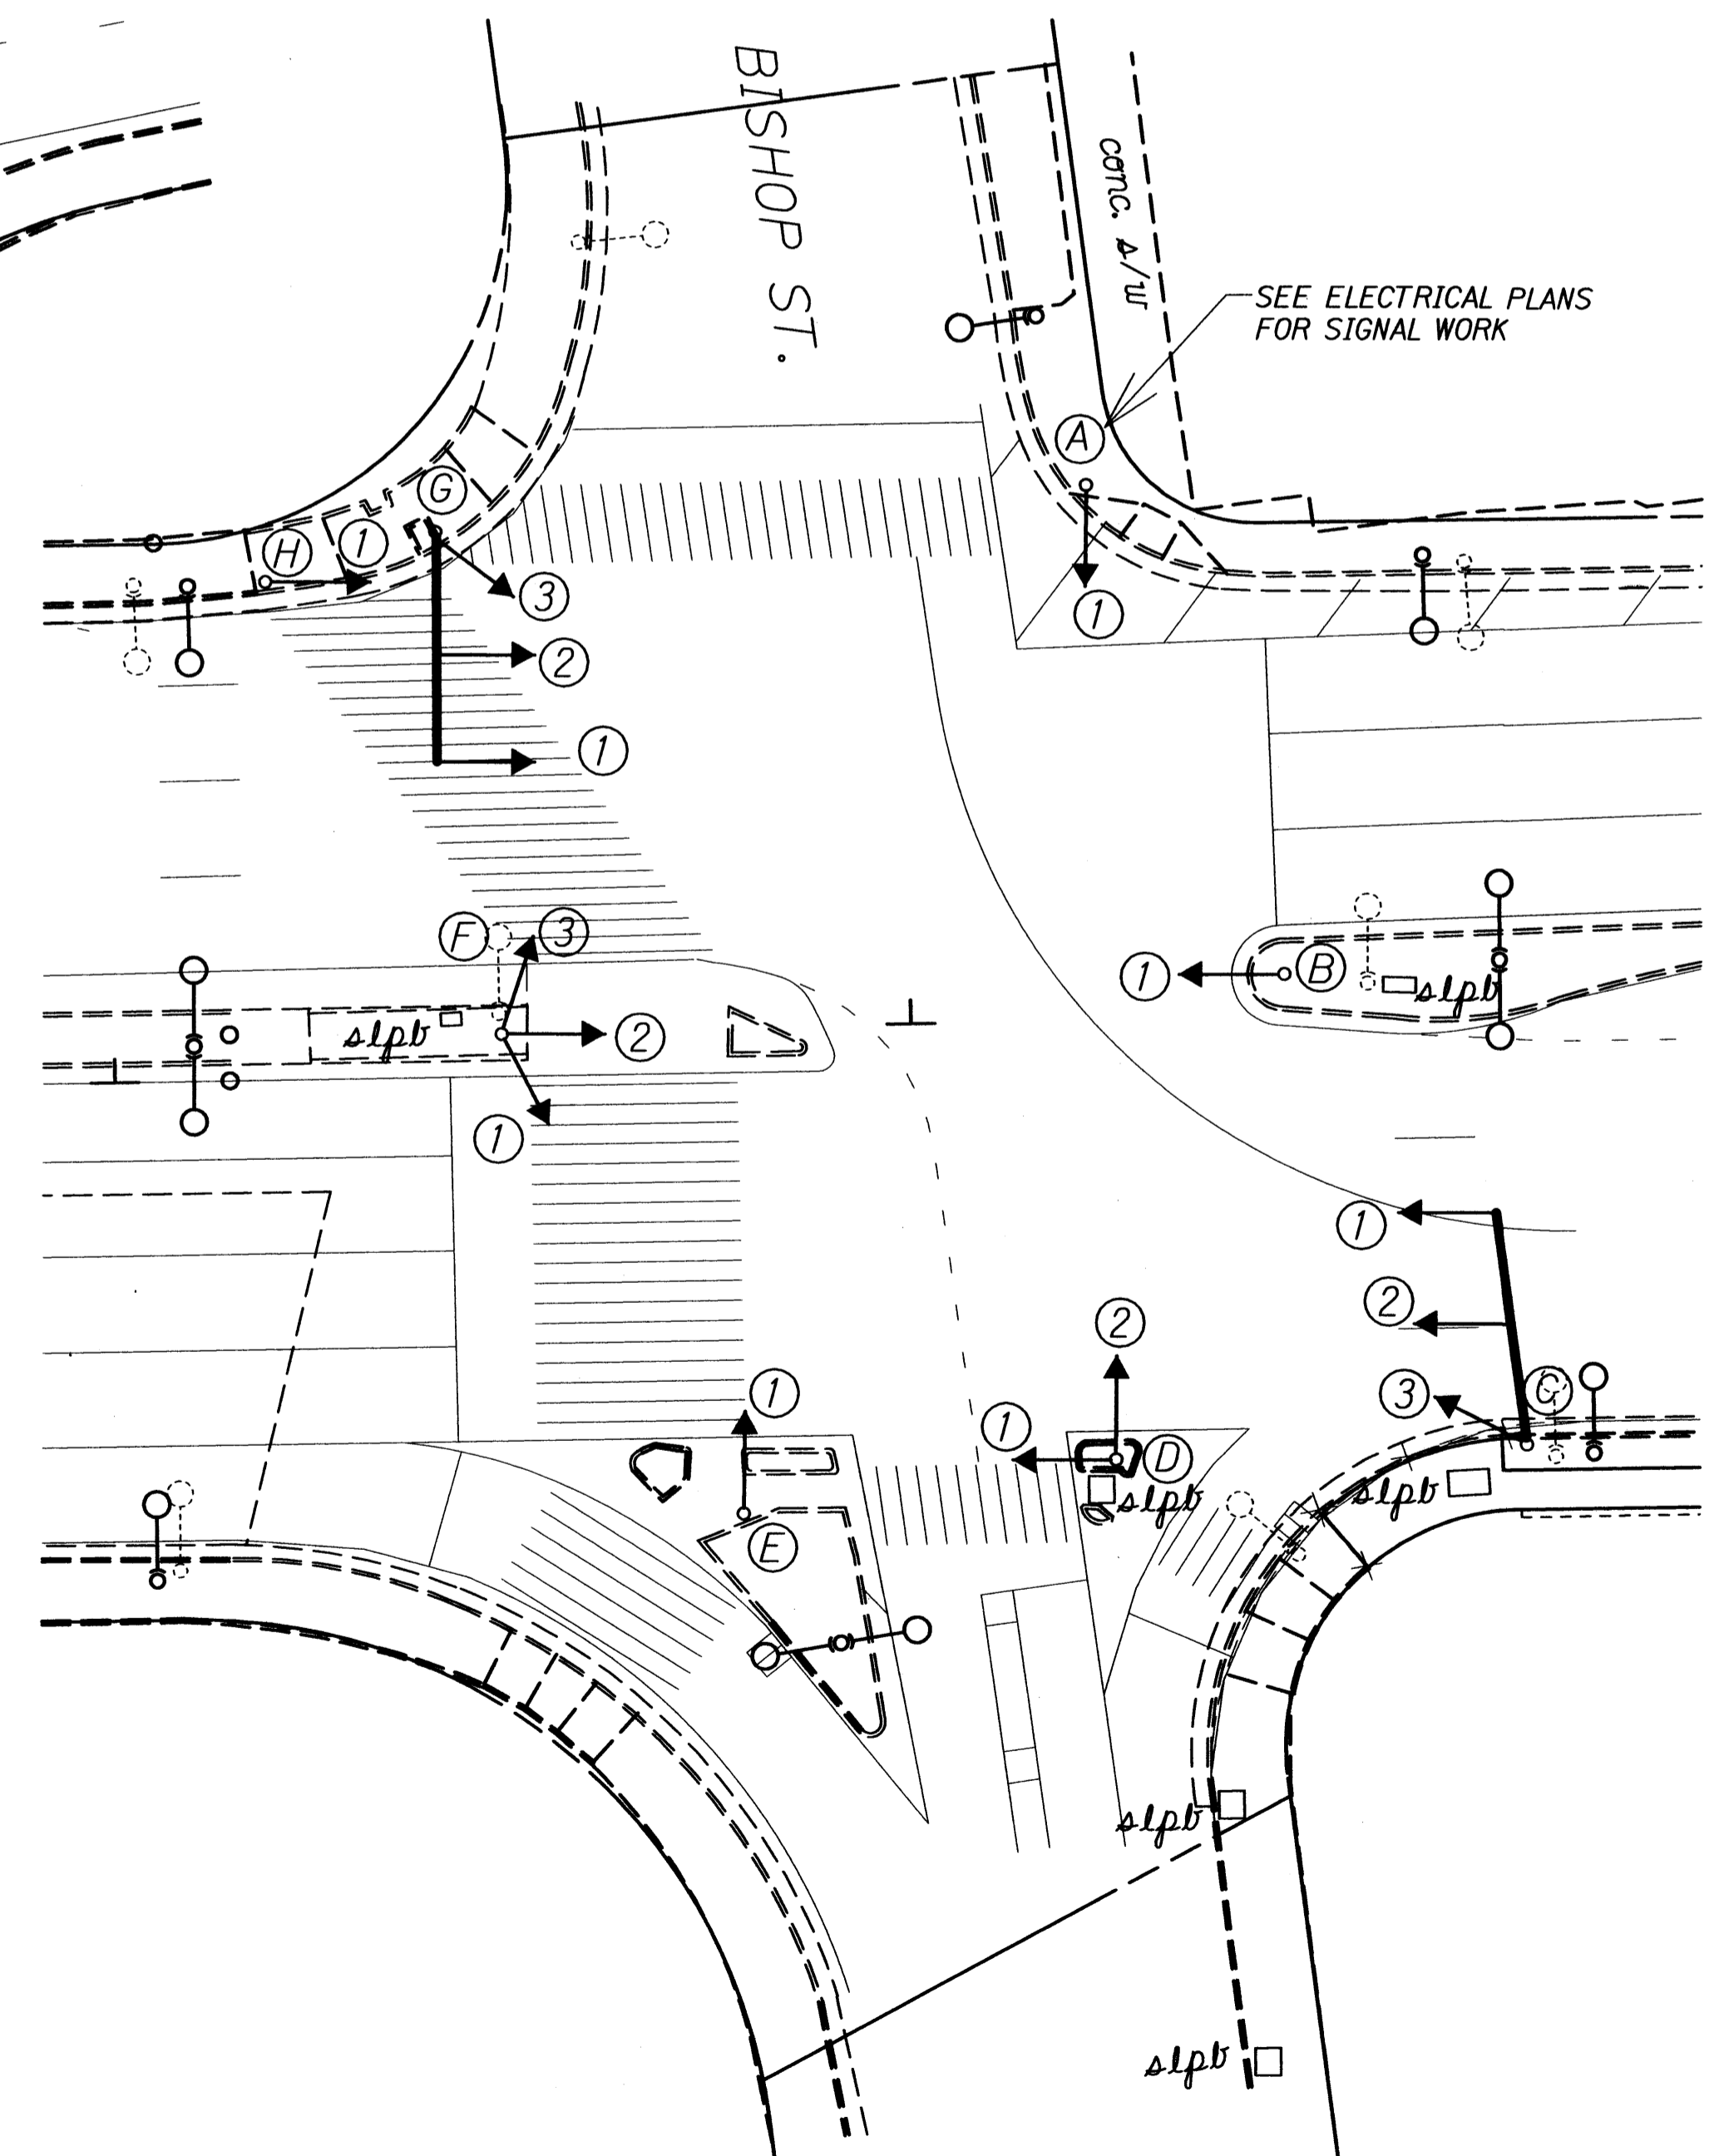 BISHOP ST.
conc. s/w
SEE ELECTRICAL PLANS
FOR SIGNAL WORK
A
1
G
H
1
3
2
1
F
3
slpb
2
1
1
B
slpb
1
2
3
C
slpb
2
1
D
slpb
1
E
slpb
slpb